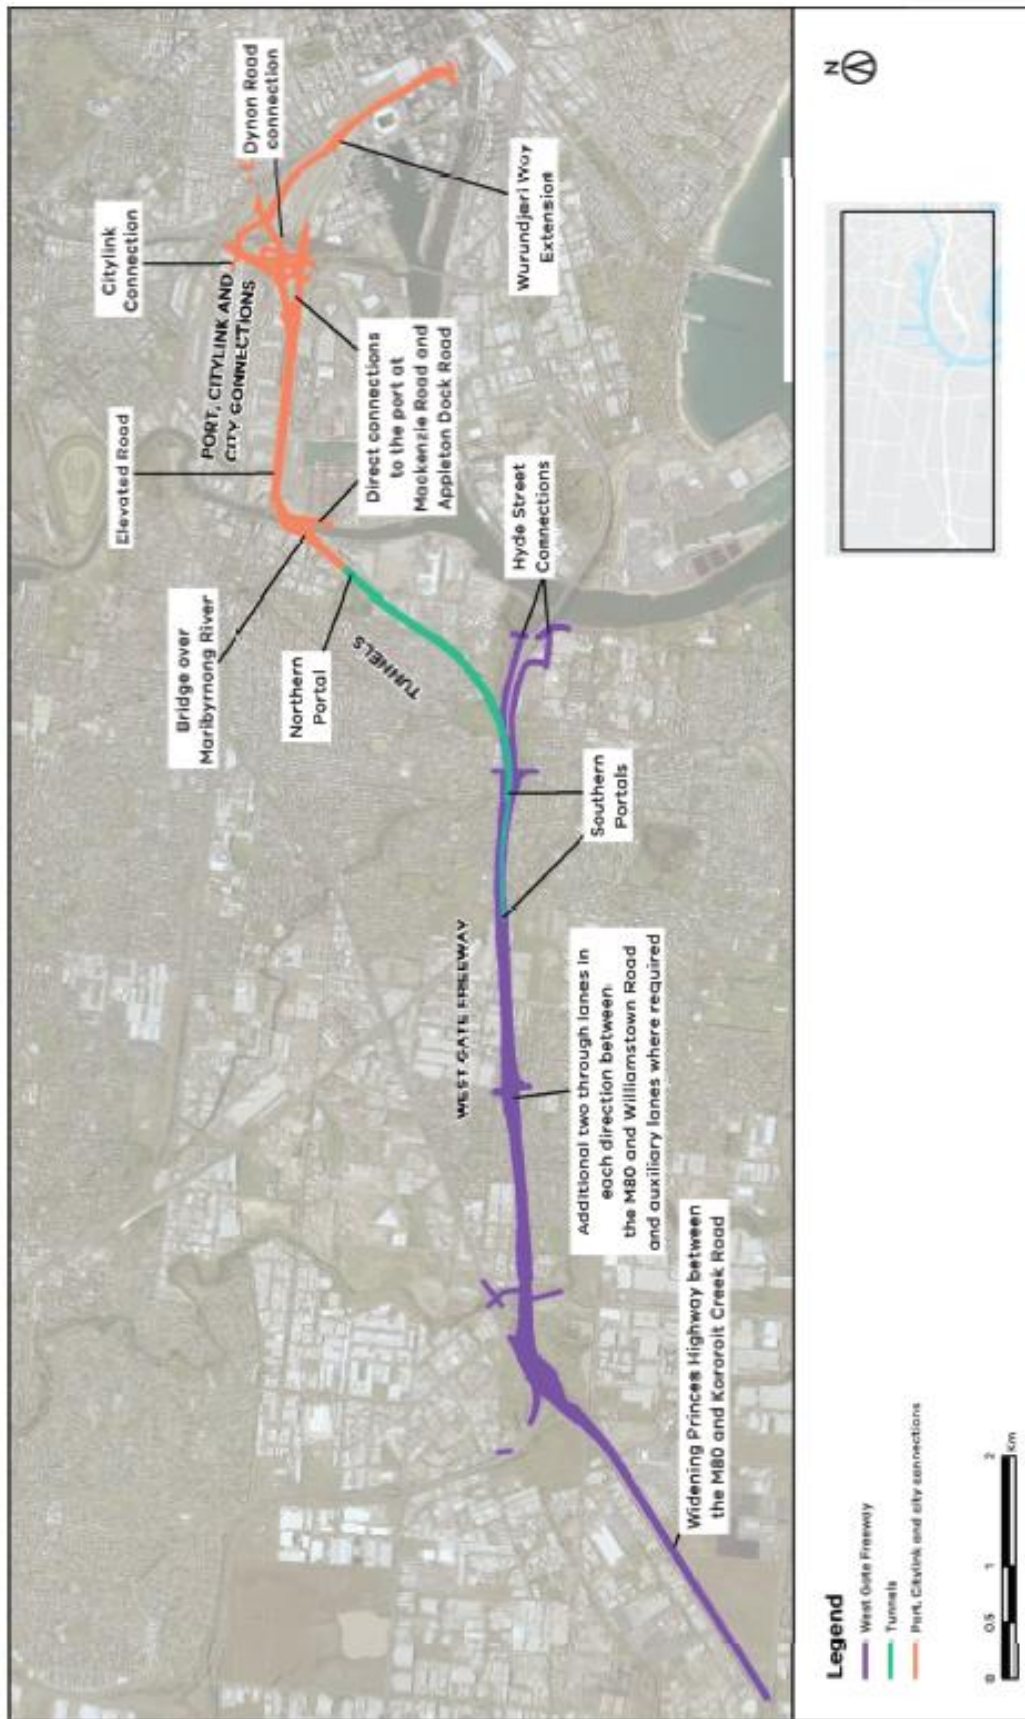 Citylink
Connection
Dynon Road
connection
PORT, CITYLINK AND
CITY CONNECTIONS
Elevated Road
Bridge over
Maribyrnong River
Northern
Portal
TUNNELS
Direct connections
to the port at
Mackenzie Road and
Appleton Dock Road
Wurundjeri Way
Extension
Hyde Street
Connections
Southern
Portals
WEST GATE FREEWAY
Additional two through lanes in
each direction between
the M80 and Williamstown Road
and auxiliary lanes where required
Widening Princes Highway between
the M80 and Kororoit Creek Road
N
Legend
West Gate Freeway
Tunnels
Port, Citylink and city connections
0 0.5 1 2
Km